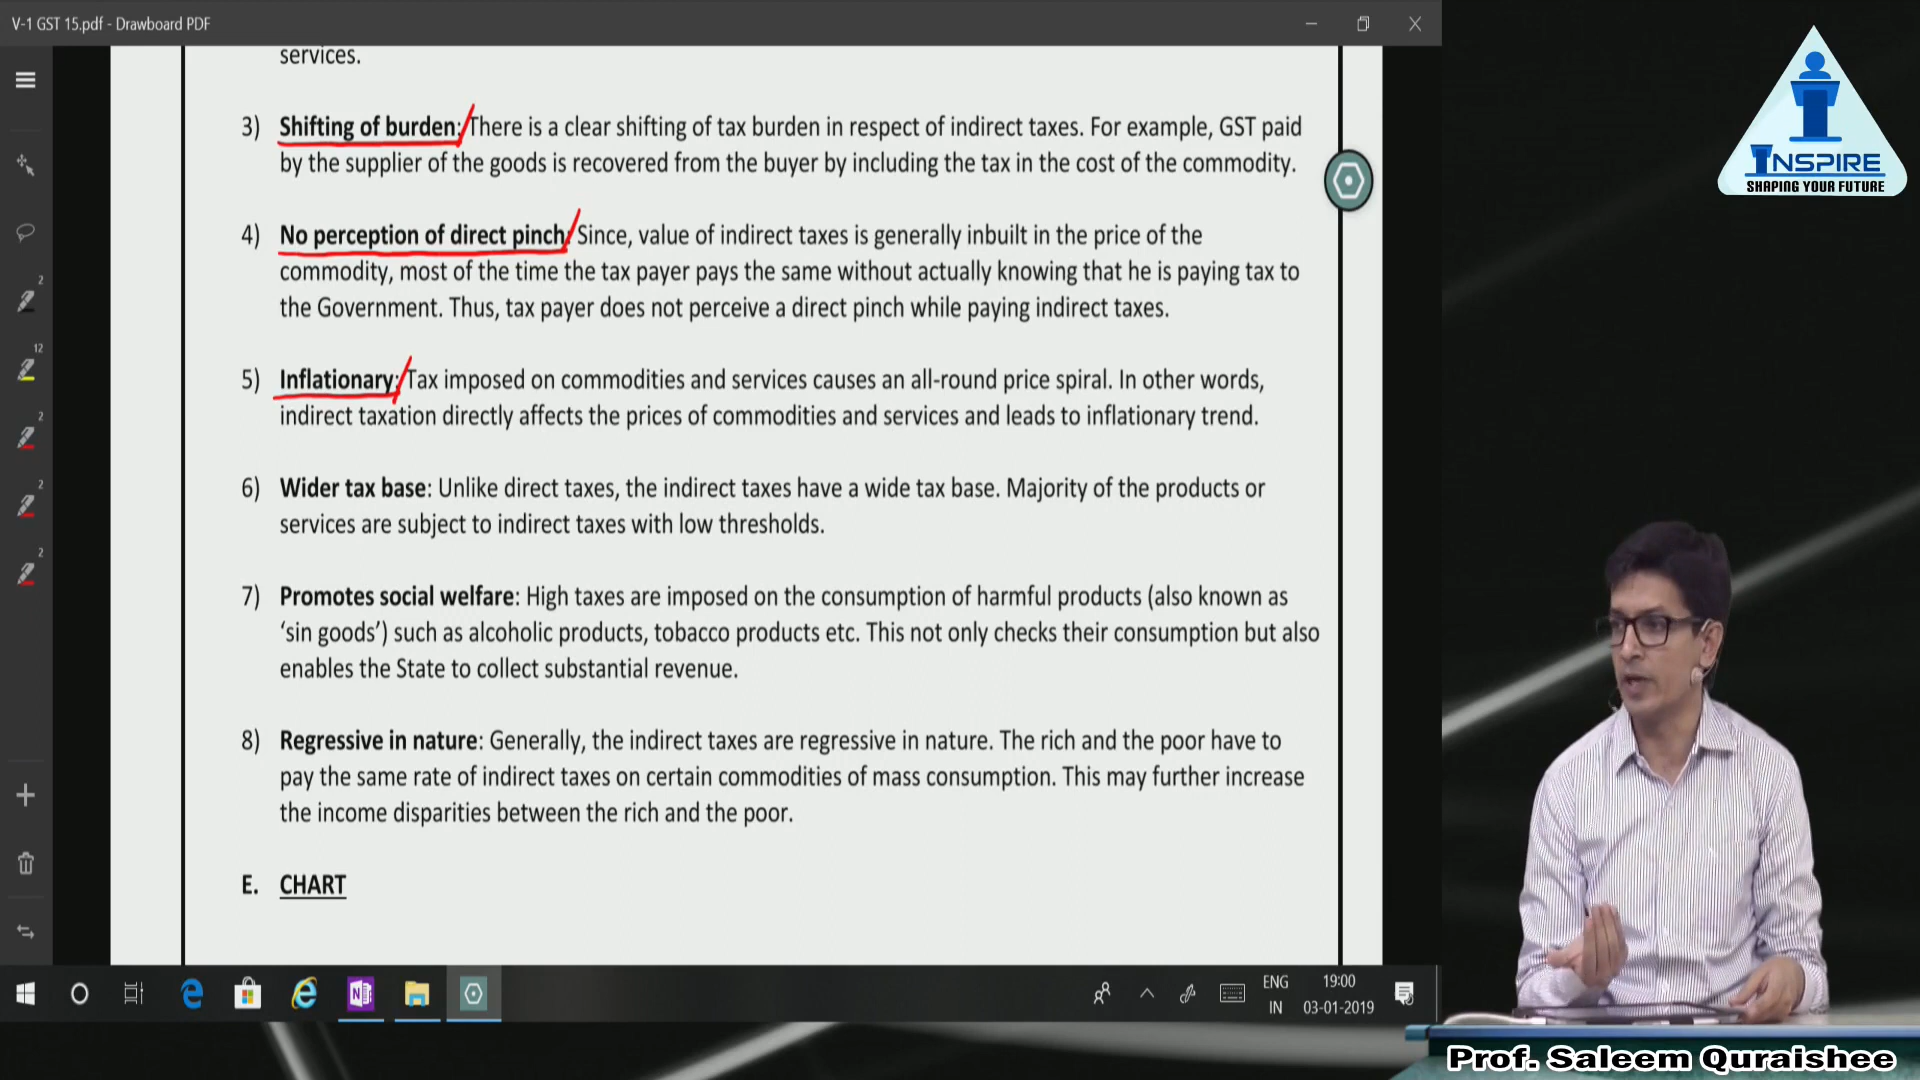 V-1 GST 15.pdf - Drawboard PDF
services.
3) Shifting of burden: There is a clear shifting of tax burden in respect of indirect taxes. For example, GST paid
by the supplier of the goods is recovered from the buyer by including the tax in the cost of the commodity.
4) No perception of direct pinch: Since, value of indirect taxes is generally inbuilt in the price of the
commodity, most of the time the tax payer pays the same without actually knowing that he is paying tax to
the Government. Thus, tax payer does not perceive a direct pinch while paying indirect taxes.
5) Inflationary: Tax imposed on commodities and services causes an all-round price spiral. In other words,
indirect taxation directly affects the prices of commodities and services and leads to inflationary trend.
6) Wider tax base: Unlike direct taxes, the indirect taxes have a wide tax base. Majority of the products or
services are subject to indirect taxes with low thresholds.
7) Promotes social welfare: High taxes are imposed on the consumption of harmful products (also known as
‘sin goods’) such as alcoholic products, tobacco products etc. This not only checks their consumption but also
enables the State to collect substantial revenue.
8) Regressive in nature: Generally, the indirect taxes are regressive in nature. The rich and the poor have to
pay the same rate of indirect taxes on certain commodities of mass consumption. This may further increase
the income disparities between the rich and the poor.
E. CHART
2
12
2
2
2
ENG
IN
19:00
03-01-2019
INSPIRE
SHAPING YOUR FUTURE
Prof. Saleem Quraishee